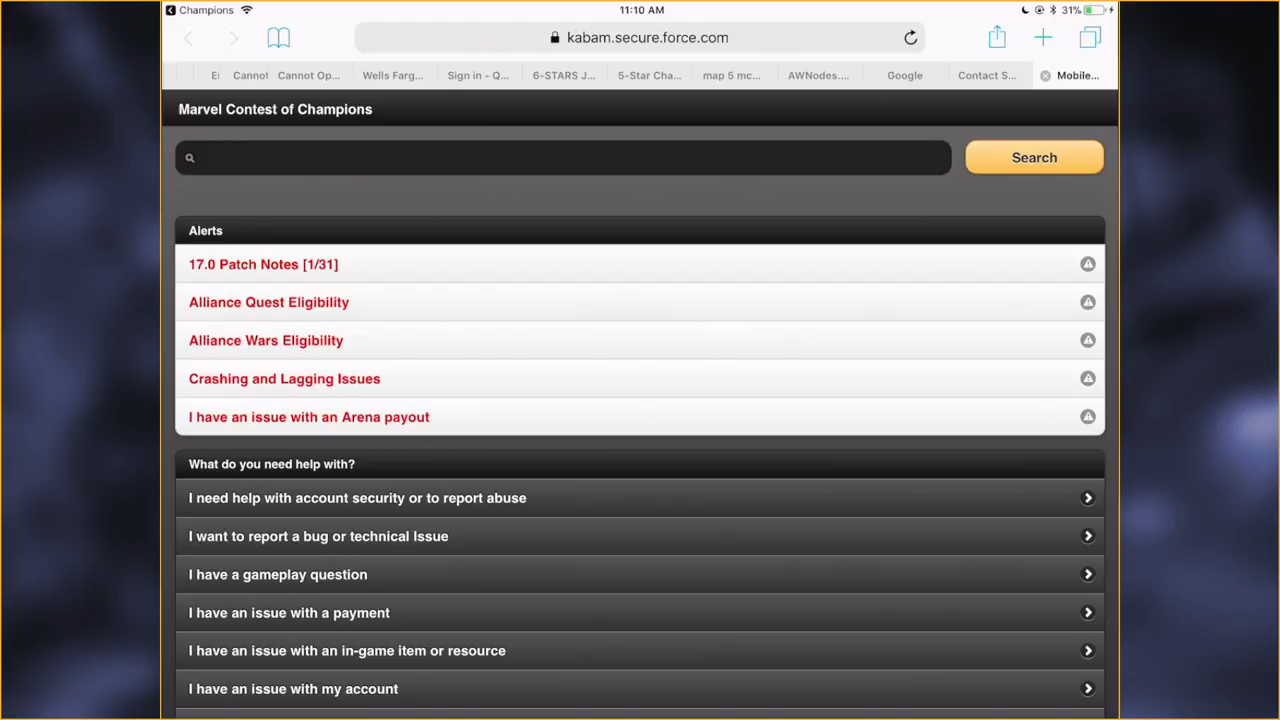 Champions
11:10 AM
31%
kabam.secure.force.com
Cannot Cannot Op... Wells Farg... Sign in - Q... 6-STARS J... 5-Star Cha... map 5 mc... AWNodes.... Google Contact S... Mobile...
Marvel Contest of Champions
Search
Alerts
17.0 Patch Notes [1/31]
Alliance Quest Eligibility
Alliance Wars Eligibility
Crashing and Lagging Issues
I have an issue with an Arena payout
What do you need help with?
I need help with account security or to report abuse
I want to report a bug or technical Issue
I have a gameplay question
I have an issue with a payment
I have an issue with an in-game item or resource
I have an issue with my account